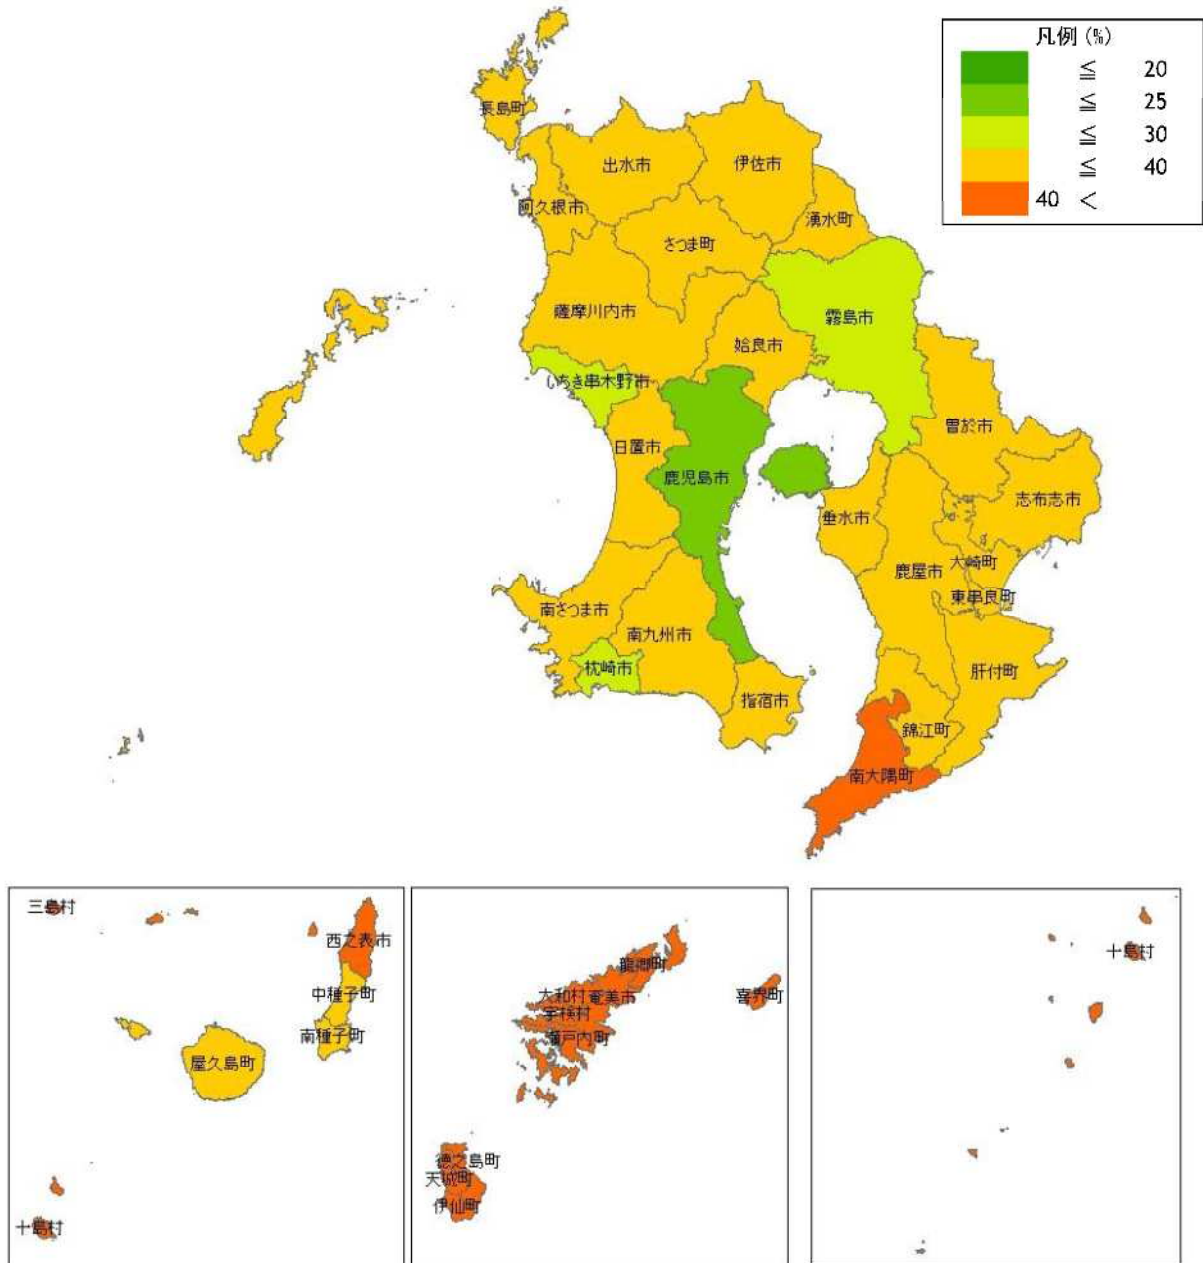 凡例 (%)
≦ 20
≦ 25
≦ 30
≦ 40
40 <
長島町
出水市
伊佐市
阿久根市
湧水町
さつま町
薩摩川内市
霧島市
姶良市
いちき串木野市
日置市
曽於市
鹿児島市
志布志市
垂水市
大崎町
鹿屋市
東串良町
南さつま市
南九州市
枕崎市
肝付町
指宿市
錦江町
南大隅町
三島村
西之表市
中種子町
南種子町
屋久島町
十島村
龍郷町
大和村
奄美市
喜界町
宇検村
瀬戸内町
徳之島町
天城町
伊仙町
十島村